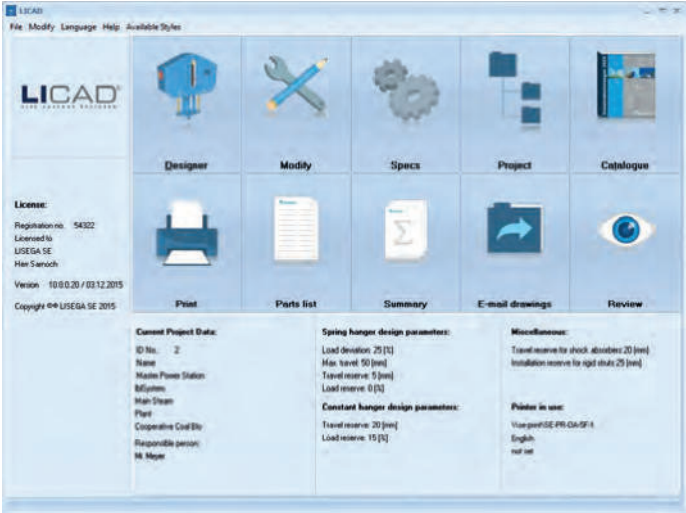 LICAD
File Modify Language Help Available Styles
LICAD
Designer
Modify
Specs
Project
Catalogue
Print
Parts list
Summary
E-mail drawings
Review
License:
Registration no. 54322
Licensed to
LISEGA SE
Herr Samoch
Version 10.0.0.20 / 03.12.2015
Copyright © LISEGA SE 2015
Current Project Data:
ID No. 2
Name
Master Power Station
Main Steam
Plant
Cooperative Coal Blo
Responsible person:
Mr. Meyer
Spring hanger design parameters:
Load deviation: 25 [%]
Max. travel: 50 [mm]
Travel reserve: 5 [mm]
Load reserve: 0 [%]
Constant hanger design parameters:
Travel reserve: 20 [mm]
Load reserve: 15 [%]
Miscellaneous:
Travel reserve for shock absorbers 20 [mm]
Installation reserve for rigid struts 25 [mm]
Printer in use:
English
not set